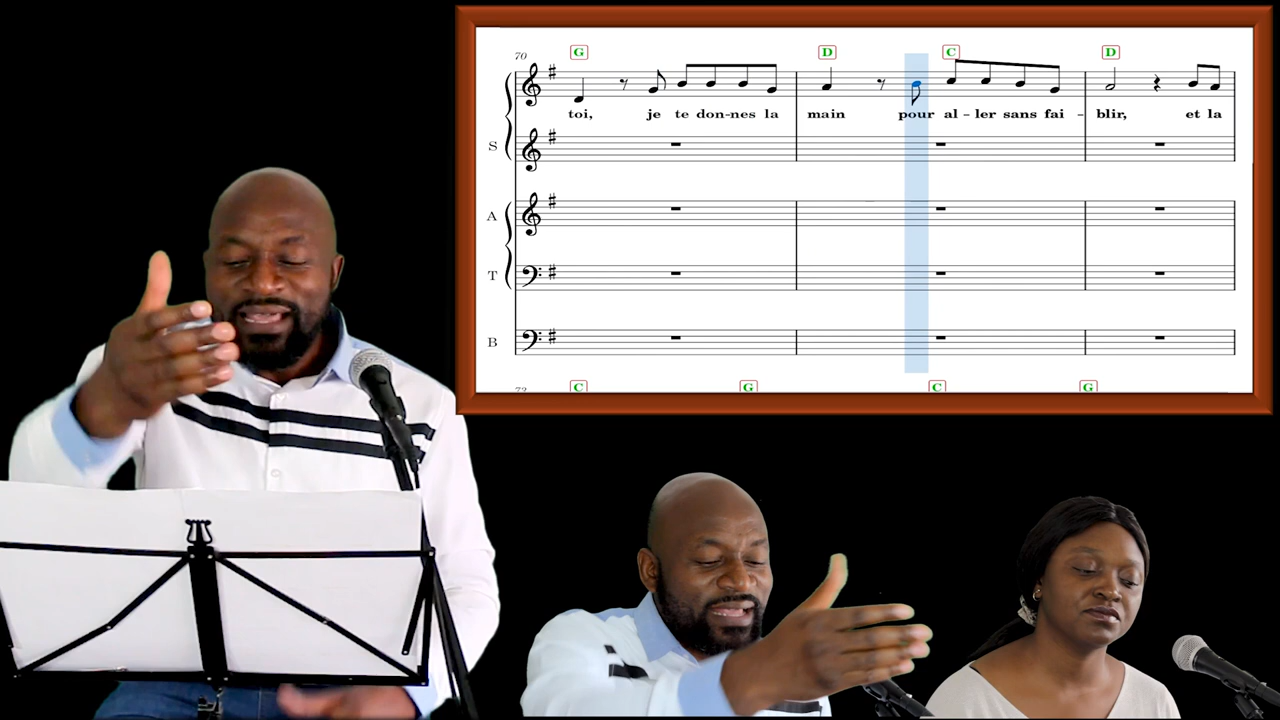 70 G D C D
toi, je te don-nes la main pour al-ler sans fai-blir, et la
S
A
T
B
C G C G